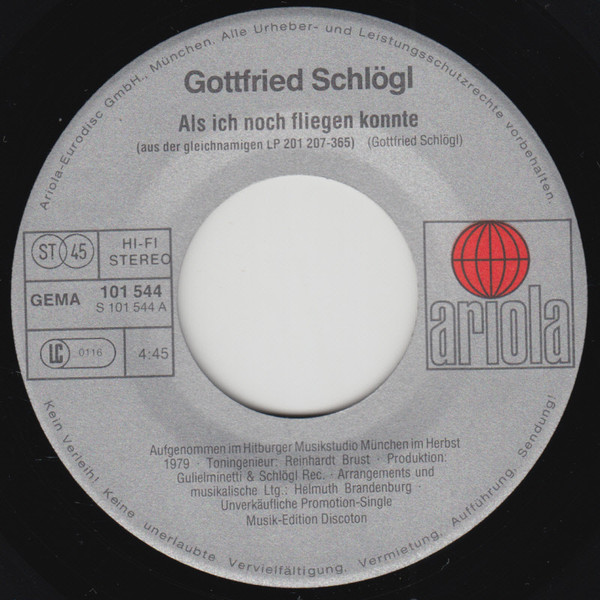 Ariola-Eurodisc GmbH., München. Alle Urheber- und Leistungsschutzrechte vorbehalten.
Gottfried Schlögl
Als ich noch fliegen konnte
(aus der gleichnamigen LP 201 207-365) (Gottfried Schlögl)
ST 45
HI-FI
STEREO
GEMA 101 544
S 101 544 A
LC 0116
4:45
ariola
Aufgenommen im Hitburger Musikstudio München im Herbst
1979 · Toningenieur: Reinhardt Brust · Produktion:
Gulielminetti & Schlögl Rec. · Arrangements und
musikalische Ltg.: Helmuth Brandenburg ·
Unverkäufliche Promotion-Single
Musik-Edition Discoton
Kein Verleih! Keine unerlaubte Vervielfältigung. Vermietung. Aufführung. Sendung!